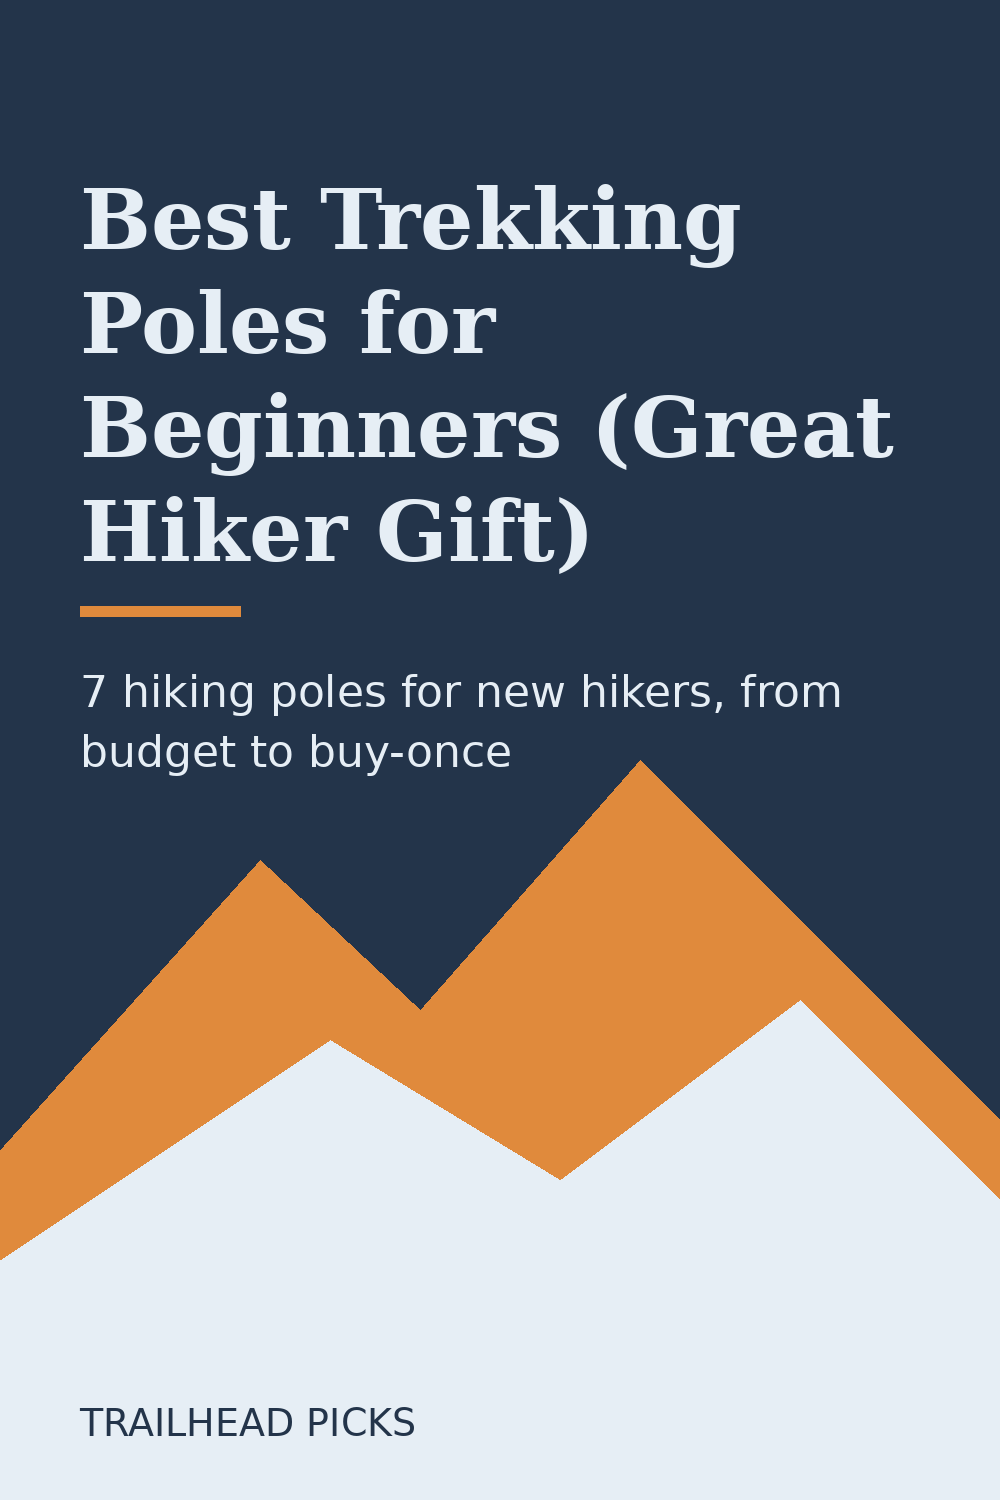 Best Trekking
Poles for
Beginners (Great
Hiker Gift)
7 hiking poles for new hikers, from
budget to buy-once
TRAILHEAD PICKS